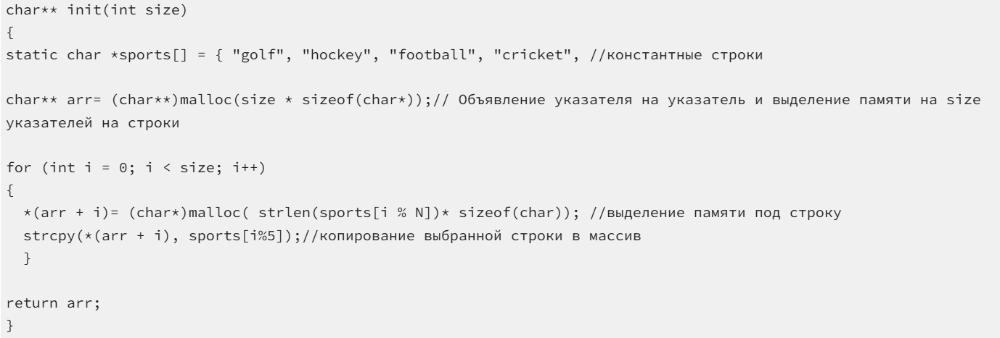 char** init(int size)
{
static char *sports[] = { "golf", "hockey", "football", "cricket", //константные строки
char** arr= (char**)malloc(size * sizeof(char*));// Объявление указателя на указатель и выделение памяти на size
указателей на строки
for (int i = 0; i < size; i++)
{
*(arr + i)= (char*)malloc( strlen(sports[i % N])* sizeof(char)); //выделение памяти под строку
strcpy(*(arr + i), sports[i%5]);//копирование выбранной строки в массив
}
return arr;
}